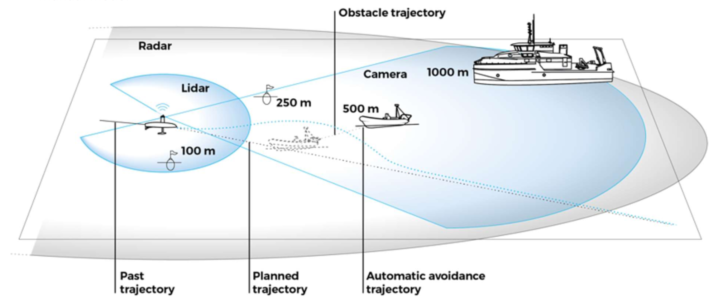 Obstacle trajectory
Radar
Camera
1000 m
Lidar
250 m
500 m
100 m
Past
trajectory
Planned
trajectory
Automatic avoidance
trajectory